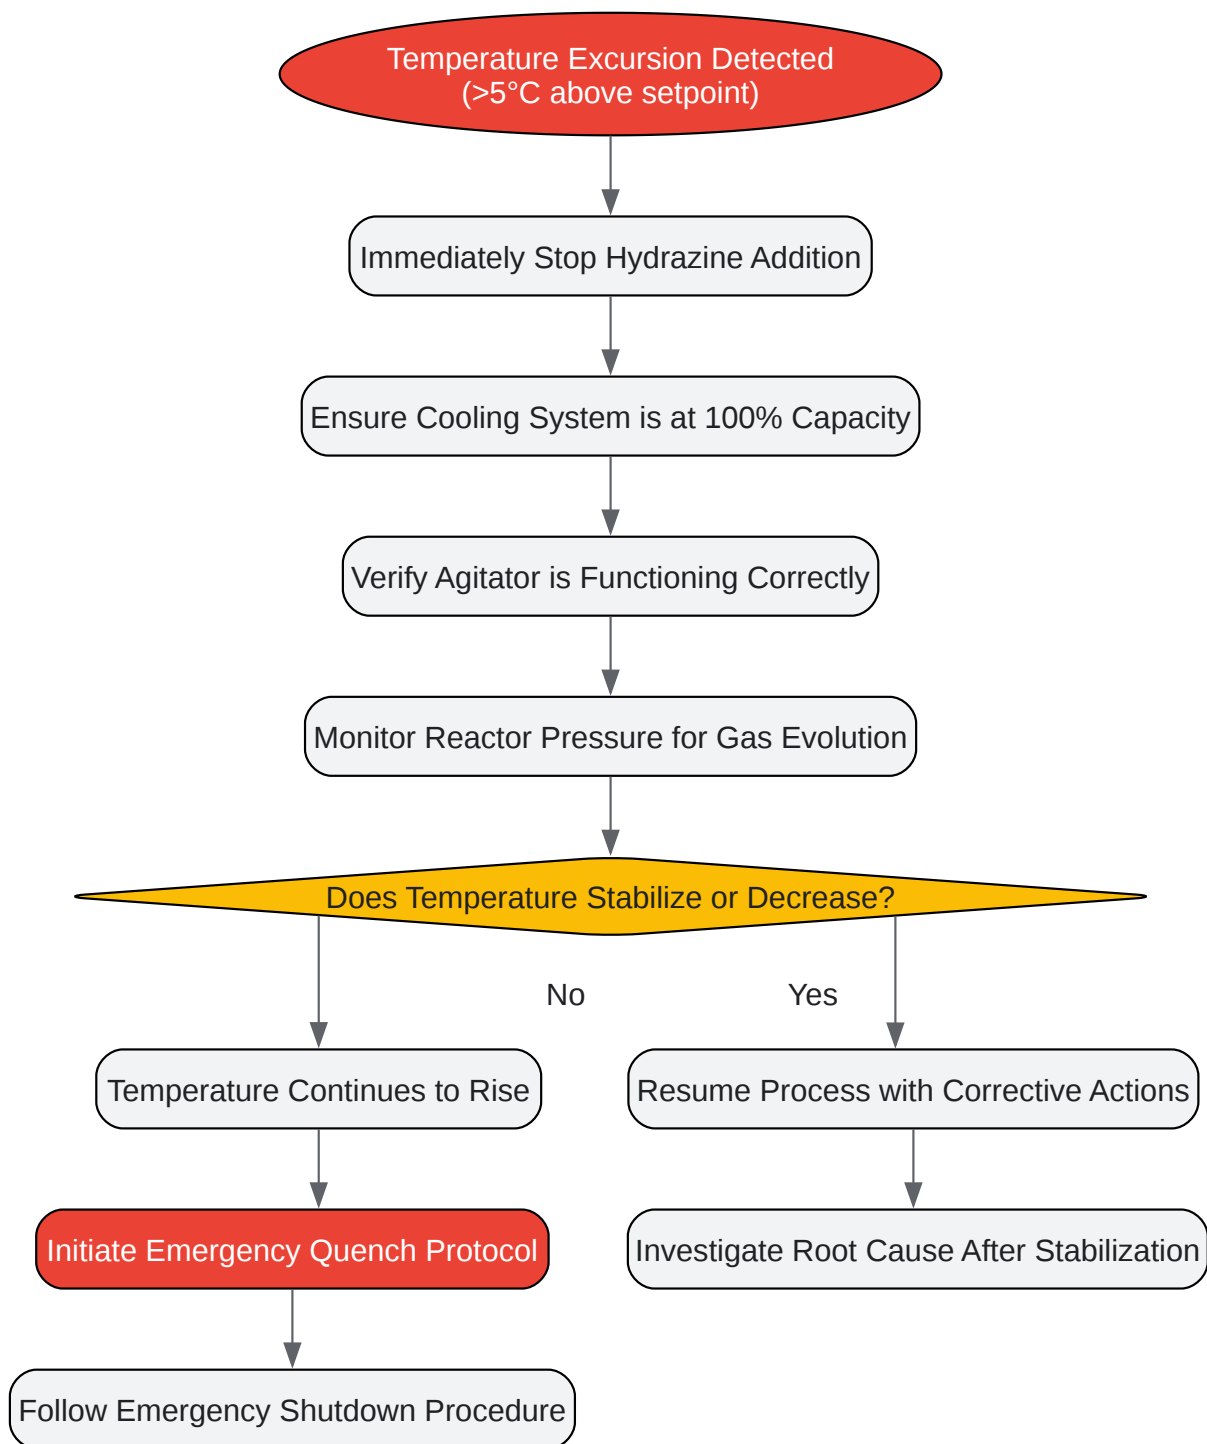 Temperature Excursion Detected
(>5°C above setpoint)
Immediately Stop Hydrazine Addition
Ensure Cooling System is at 100% Capacity
Verify Agitator is Functioning Correctly
Monitor Reactor Pressure for Gas Evolution
Does Temperature Stabilize or Decrease?
No
Yes
Temperature Continues to Rise
Resume Process with Corrective Actions
Initiate Emergency Quench Protocol
Investigate Root Cause After Stabilization
Follow Emergency Shutdown Procedure